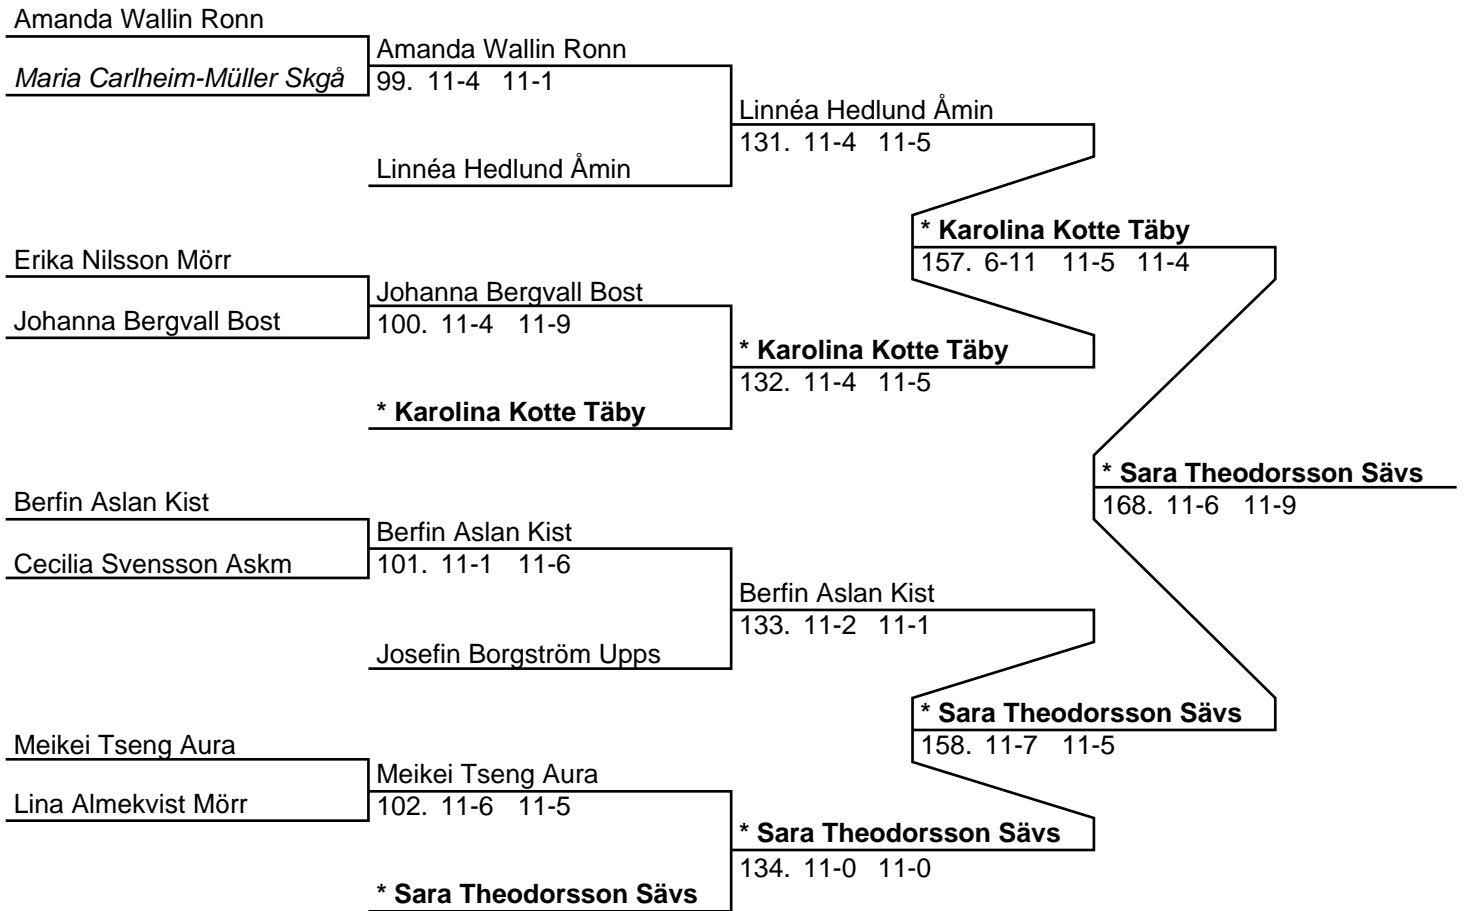 Amanda Wallin Ronn
Maria Carlheim-Müller Skgå
Amanda Wallin Ronn
99. 11-4 11-1
Linnéa Hedlund Åmin
Linnéa Hedlund Åmin
131. 11-4 11-5
Erika Nilsson Mörr
Johanna Bergvall Bost
Johanna Bergvall Bost
100. 11-4 11-9
* Karolina Kotte Täby
* Karolina Kotte Täby
132. 11-4 11-5
* Karolina Kotte Täby
157. 6-11 11-5 11-4
Berfin Aslan Kist
Cecilia Svensson Askm
Berfin Aslan Kist
101. 11-1 11-6
Josefin Borgström Upps
Berfin Aslan Kist
133. 11-2 11-1
Meikei Tseng Aura
Lina Almekvist Mörr
Meikei Tseng Aura
102. 11-6 11-5
* Sara Theodorsson Sävs
* Sara Theodorsson Sävs
134. 11-0 11-0
* Sara Theodorsson Sävs
158. 11-7 11-5
* Sara Theodorsson Sävs
168. 11-6 11-9